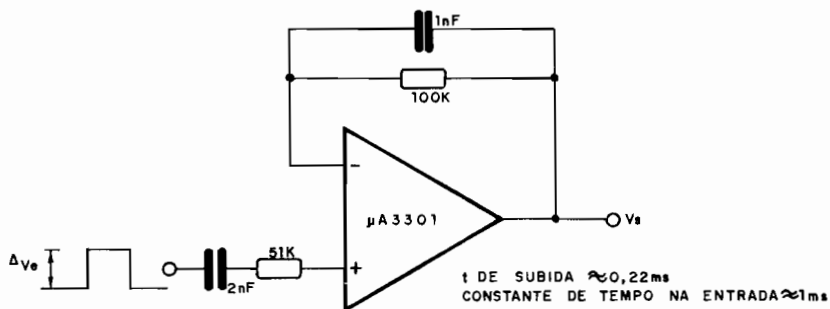 1nF
100K
-
µA3301
Vs
ΔVe
2nF
51K
+
t DE SUBIDA ≈0,22ms
CONSTANTE DE TEMPO NA ENTRADA≈1ms